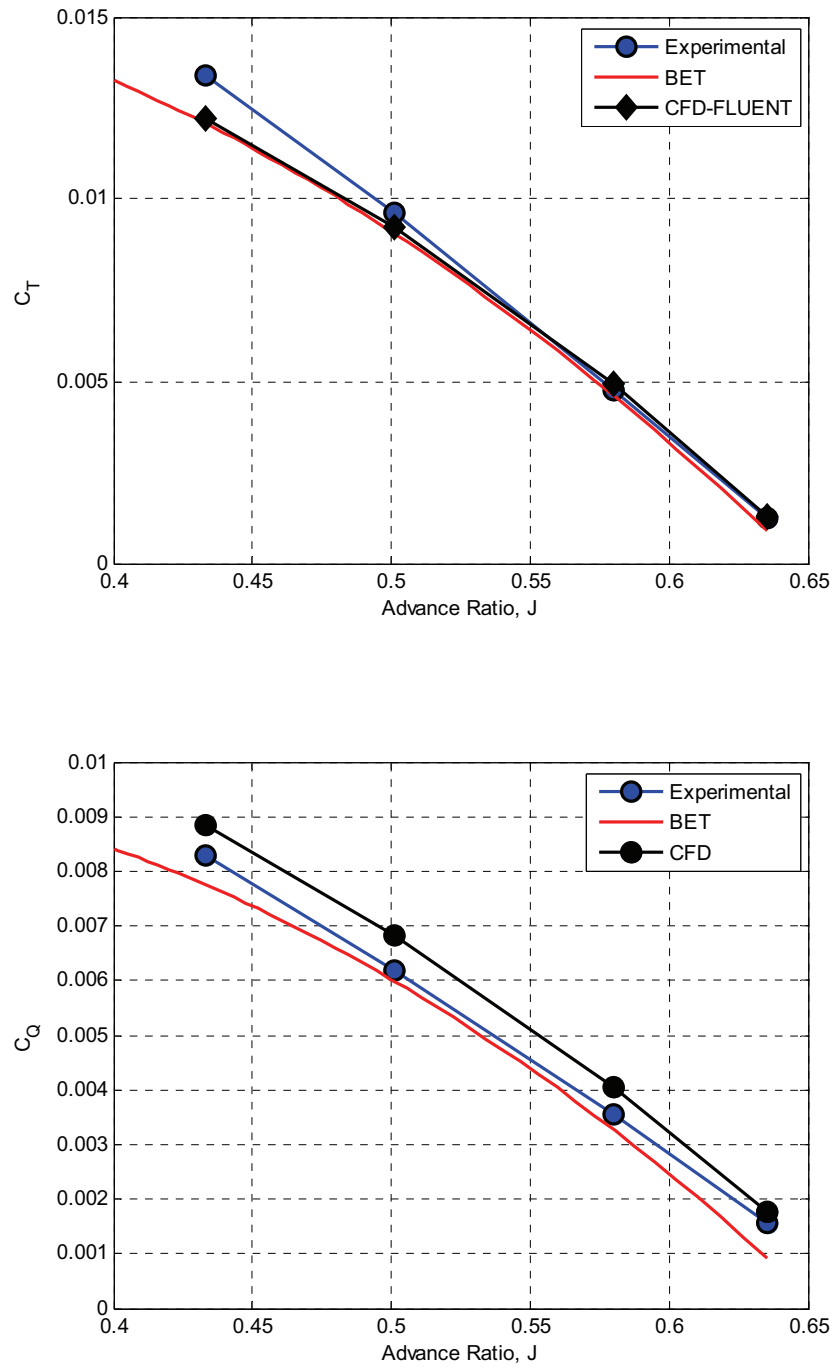 0.015
Experimental
BET
CFD-FLUENT
0.01
C_T
0.005
0
0.4 0.45 0.5 0.55 0.6 0.65
Advance Ratio, J
0.01
Experimental
0.009
BET
CFD
0.008
0.007
0.006
C_Q
0.005
0.004
0.003
0.002
0.001
0
0.4 0.45 0.5 0.55 0.6 0.65
Advance Ratio, J